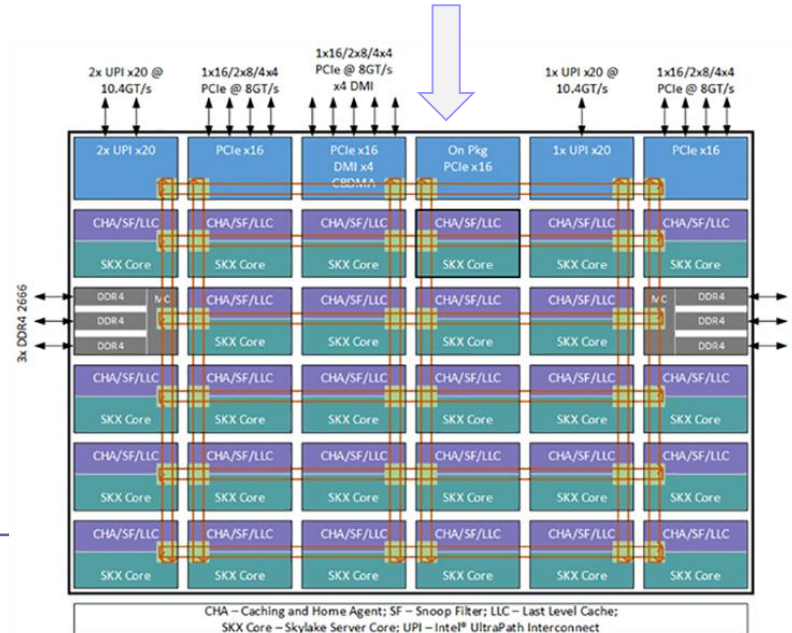 1x16/2x8/4x4
PCIe @ 8GT/s
x4 DMI
2x UPI x20 @
10.4GT/s
1x16/2x8/4x4
PCIe @ 8GT/s
1x UPI x20 @
10.4GT/s
1x16/2x8/4x4
PCIe @ 8GT/s
2x UPI x20
PCIe x16
PCIe x16
DMI x4
CBDMA
On Pkg
PCIe x16
1x UPI x20
PCIe x16
CHA/SF/LLC CHA/SF/LLC CHA/SF/LLC CHA/SF/LLC CHA/SF/LLC CHA/SF/LLC
SKX Core SKX Core SKX Core SKX Core SKX Core SKX Core
3x DDR4 2666
DDR4 MC CHA/SF/LLC CHA/SF/LLC CHA/SF/LLC CHA/SF/LLC MC DDR4
DDR4 DDR4
DDR4 SKX Core SKX Core SKX Core SKX Core DDR4
CHA/SF/LLC CHA/SF/LLC CHA/SF/LLC CHA/SF/LLC CHA/SF/LLC CHA/SF/LLC
SKX Core SKX Core SKX Core SKX Core SKX Core SKX Core
CHA/SF/LLC CHA/SF/LLC CHA/SF/LLC CHA/SF/LLC CHA/SF/LLC CHA/SF/LLC
SKX Core SKX Core SKX Core SKX Core SKX Core SKX Core
CHA/SF/LLC CHA/SF/LLC CHA/SF/LLC CHA/SF/LLC CHA/SF/LLC CHA/SF/LLC
SKX Core SKX Core SKX Core SKX Core SKX Core SKX Core
CHA – Caching and Home Agent; SF – Snoop Filter; LLC – Last Level Cache;
SKX Core – Skylake Server Core; UPI – Intel® UltraPath Interconnect